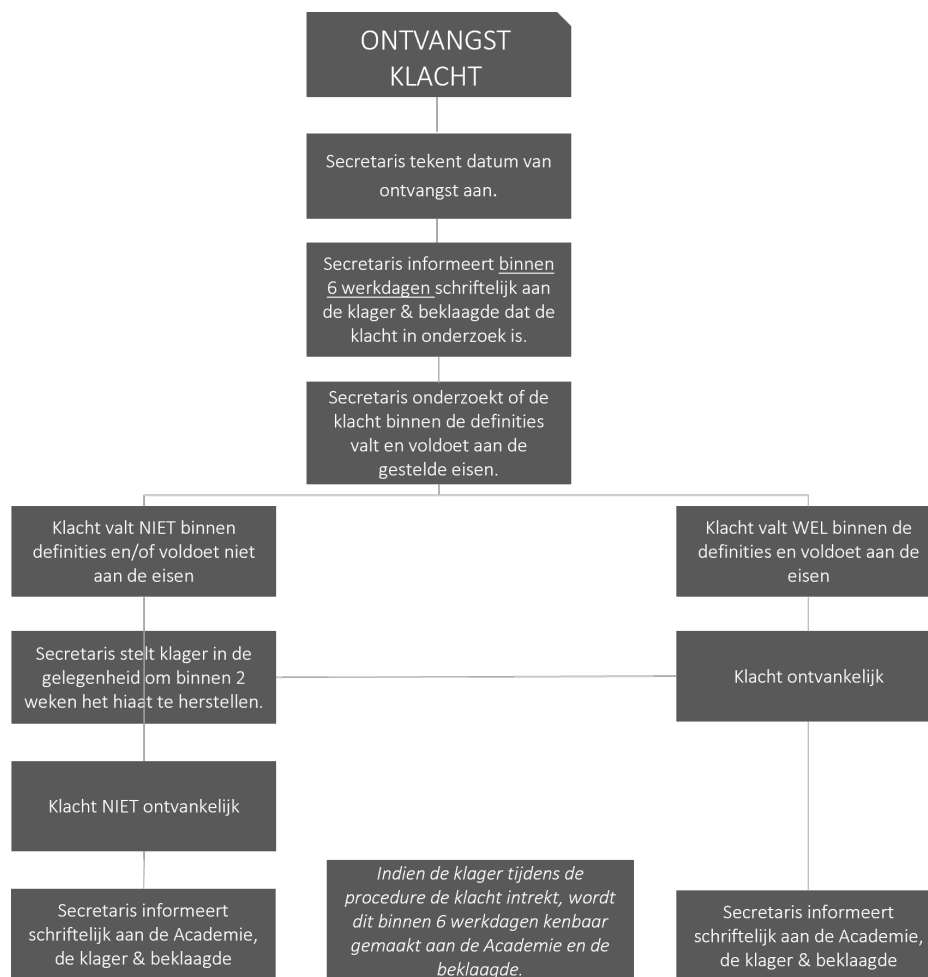 ONTVANGST
KLACHT
Secretaris tekent datum van
ontvangst aan.
Secretaris informeert binnen
6 werkdagen schriftelijk aan
de klager & beklaagde dat de
klacht in onderzoek is.
Secretaris onderzoekt of de
klacht binnen de definities
valt en voldoet aan de
gestelde eisen.
Klacht valt NIET binnen
definities en/of voldoet niet
aan de eisen
Klacht valt WEL binnen de
definities en voldoet aan de
eisen
Secretaris stelt klager in de
gelegenheid om binnen 2
weken het hiaat te herstellen.
Klacht ontvankelijk
Klacht NIET ontvankelijk
Secretaris informeert
schriftelijk aan de Academie,
de klager & beklaagde
Indien de klager tijdens de
procedure de klacht intrekt, wordt
dit binnen 6 werkdagen kenbaar
gemaakt aan de Academie en de
beklaagde.
Secretaris informeert
schriftelijk aan de Academie,
de klager & beklaagde